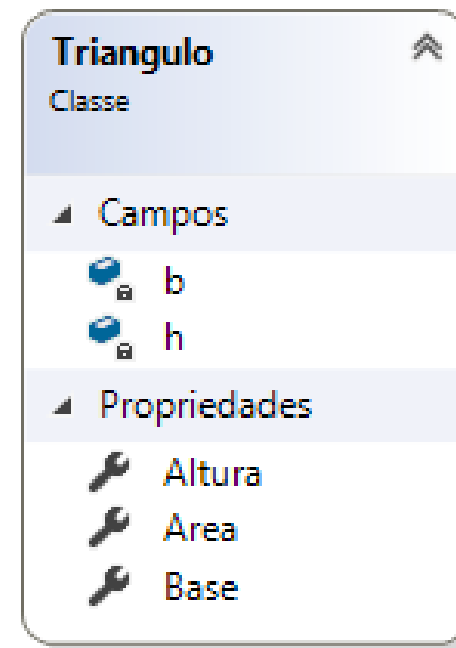 Triangulo
Classe
Campos
b
h
Propriedades
Altura
Area
Base